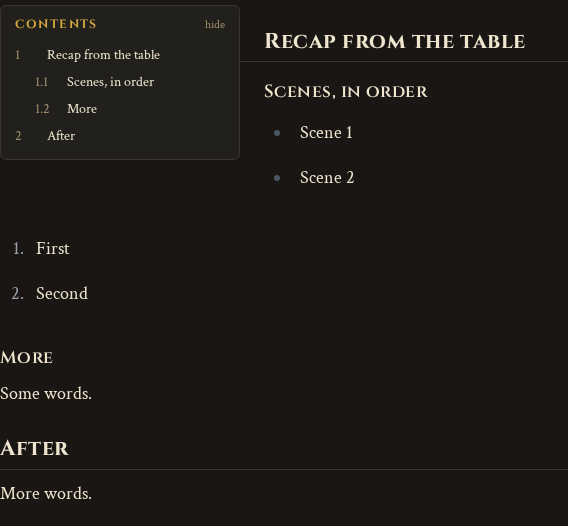 CONTENTS hide
1 Recap from the table
1.1 Scenes, in order
1.2 More
2 After
Recap from the table
Scenes, in order
• Scene 1
• Scene 2
1. First
2. Second
More
Some words.
After
More words.